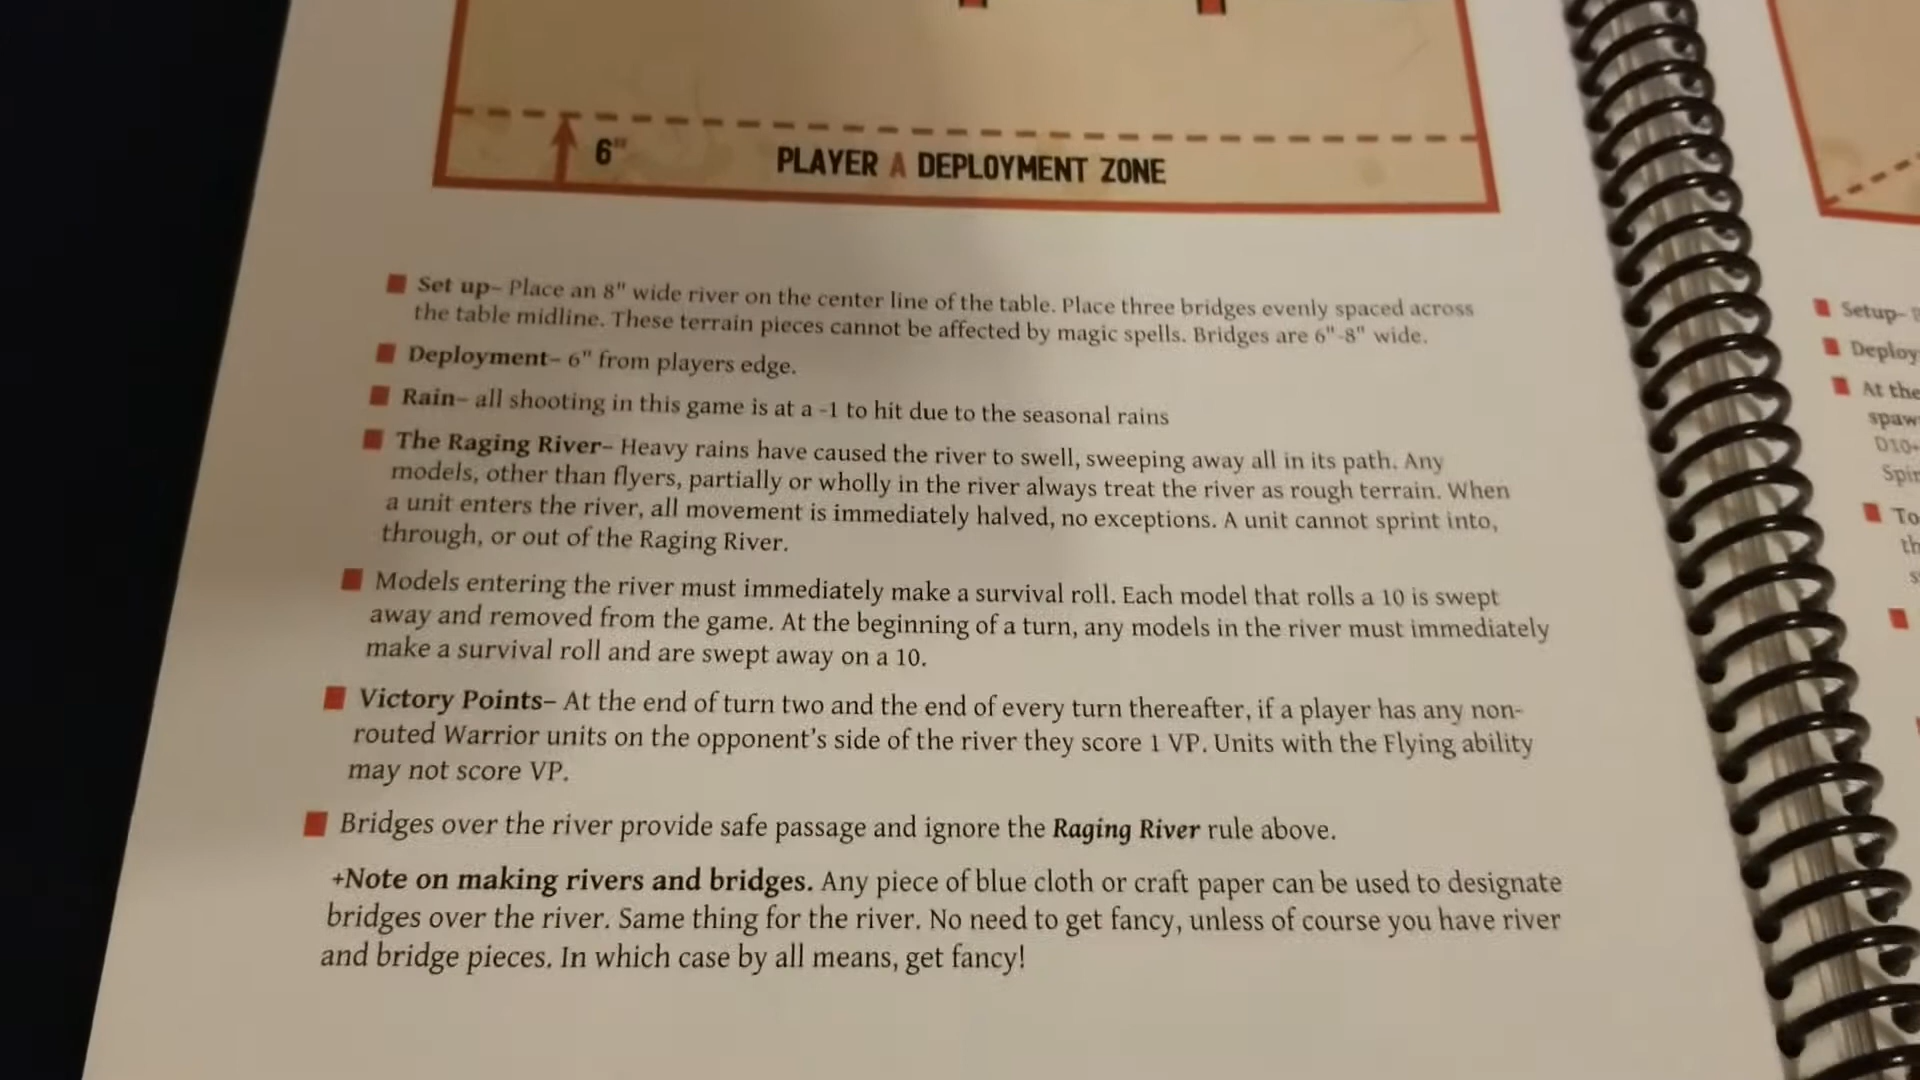 6"
PLAYER A DEPLOYMENT ZONE
Set up– Place an 8" wide river on the center line of the table. Place three bridges evenly spaced across
the table midline. These terrain pieces cannot be affected by magic spells. Bridges are 6"-8" wide.
Deployment– 6" from players edge.
Rain– all shooting in this game is at a -1 to hit due to the seasonal rains
The Raging River– Heavy rains have caused the river to swell, sweeping away all in its path. Any
models, other than flyers, partially or wholly in the river always treat the river as rough terrain. When
a unit enters the river, all movement is immediately halved, no exceptions. A unit cannot sprint into,
through, or out of the Raging River.
Models entering the river must immediately make a survival roll. Each model that rolls a 10 is swept
away and removed from the game. At the beginning of a turn, any models in the river must immediately
make a survival roll and are swept away on a 10.
Victory Points– At the end of turn two and the end of every turn thereafter, if a player has any non-
routed Warrior units on the opponent's side of the river they score 1 VP. Units with the Flying ability
may not score VP.
Bridges over the river provide safe passage and ignore the Raging River rule above.
+Note on making rivers and bridges. Any piece of blue cloth or craft paper can be used to designate
bridges over the river. Same thing for the river. No need to get fancy, unless of course you have river
and bridge pieces. In which case by all means, get fancy!
Setup–
Deploy
At the
spaw
D10+
To
th